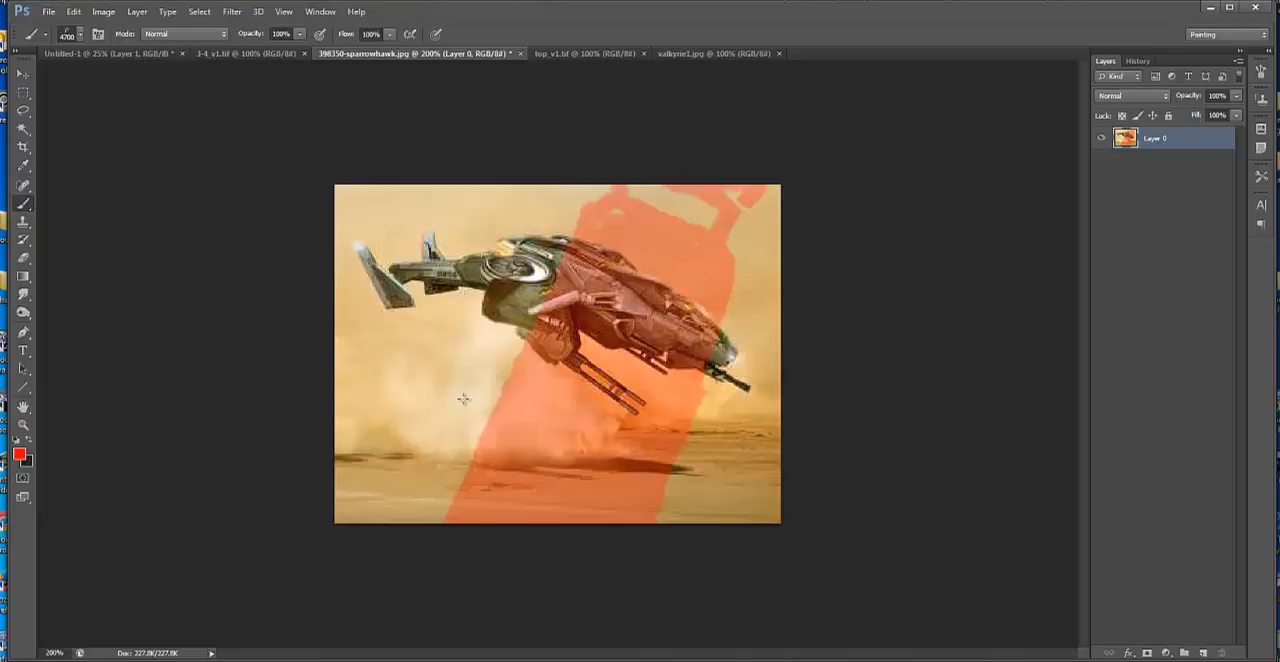 Ps File Edit Image Layer Type Select Filter 3D View Window Help
4700 Mode: Normal Opacity: 100% Flow: 100% Painting
Untitled-1 @ 25% (Layer 1, RGB/8) * × 3-4_v1.tif @ 100% (RGB/8#) × 398350-sparrowhawk.jpg @ 200% (Layer 0, RGB/8#) * × top_v1.tif @ 100% (RGB/8#) × valkyrie1.jpg @ 100% (RGB/8#) ×
Layers History
Kind
Normal Opacity: 100%
Lock: Fill: 100%
Layer 0
200% Doc: 227.8K/227.8K